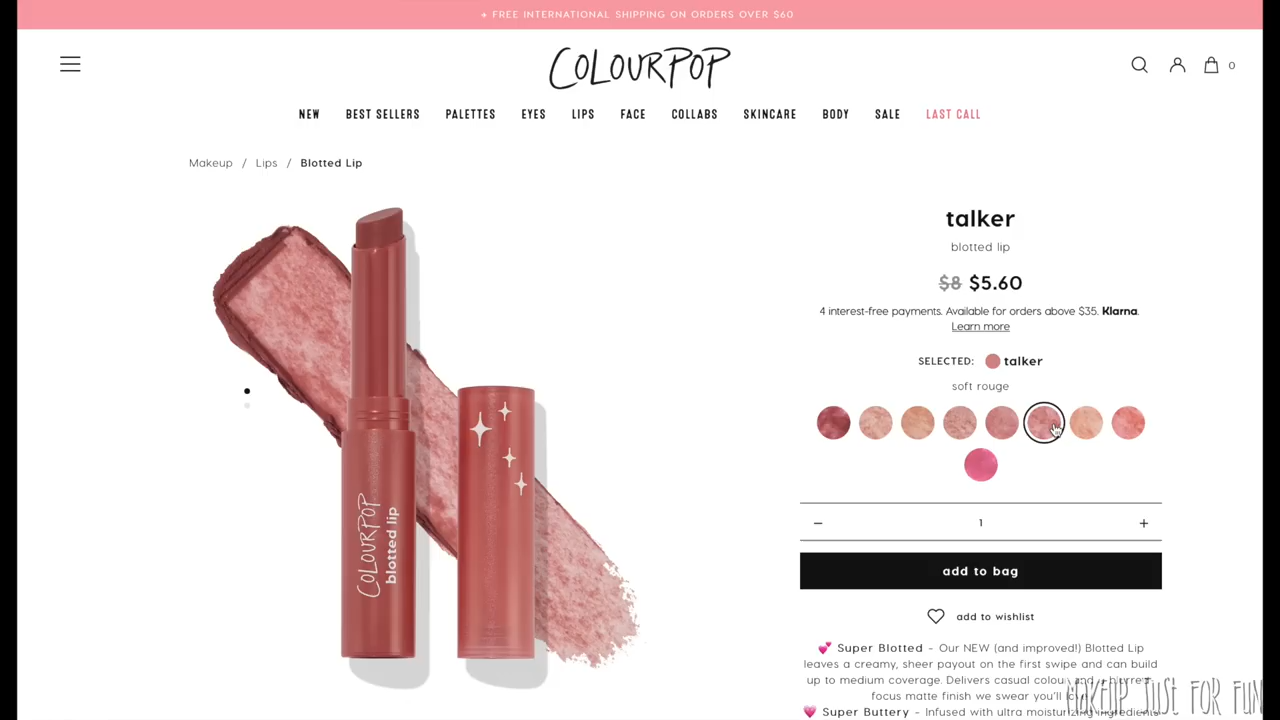 + FREE INTERNATIONAL SHIPPING ON ORDERS OVER $60
COLOURPOP
0
NEW BEST SELLERS PALETTES EYES LIPS FACE COLLABS SKINCARE BODY SALE LAST CALL
Makeup / Lips / Blotted Lip
talker
blotted lip
$8 $5.60
4 interest-free payments. Available for orders above $35. Klarna.
Learn more
SELECTED: talker
soft rouge
COLOURPOP
blotted lip
− 1 +
add to bag
add to wishlist
💕 Super Blotted - Our NEW (and improved!) Blotted Lip
leaves a creamy, sheer payout on the first swipe and can build
up to medium coverage. Delivers casual colour
focus matte finish we swear you'll
💗 Super Buttery - Infused with ultra moisturizing ingredients
MAKEUP JUST FOR FUN